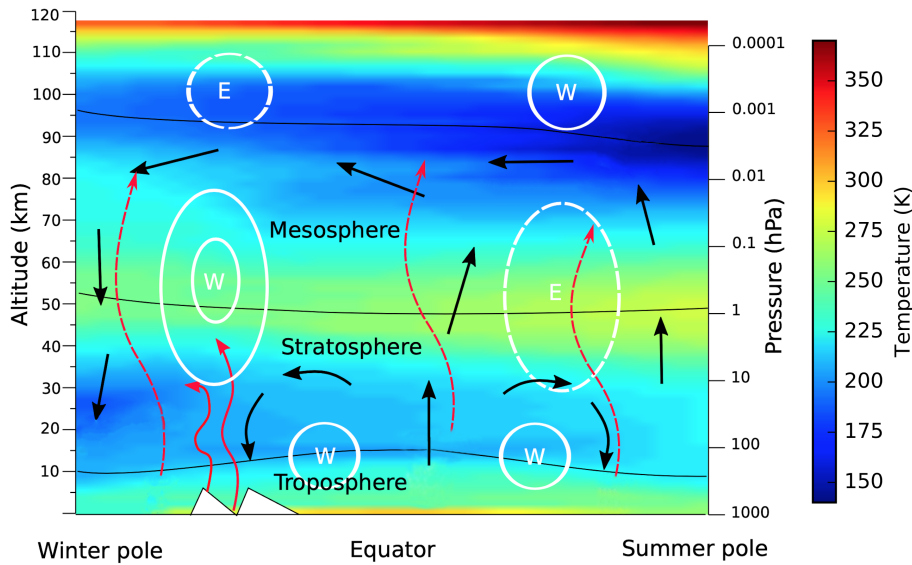 120
110
100
90
80
70
60
50
40
30
20
10
Altitude (km)
E
W
Mesosphere
W
E
Stratosphere
W
W
Troposphere
0.0001
0.001
0.01
0.1
1
10
100
1000
Pressure (hPa)
350
325
300
275
250
225
200
175
150
Temperature (K)
Winter pole
Equator
Summer pole